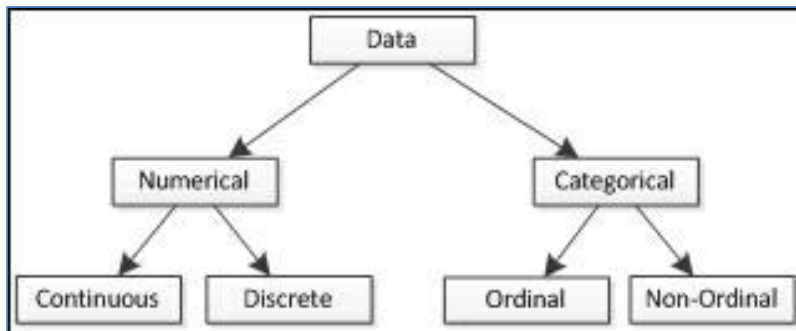 Data
Numerical
Categorical
Continuous
Discrete
Ordinal
Non-Ordinal